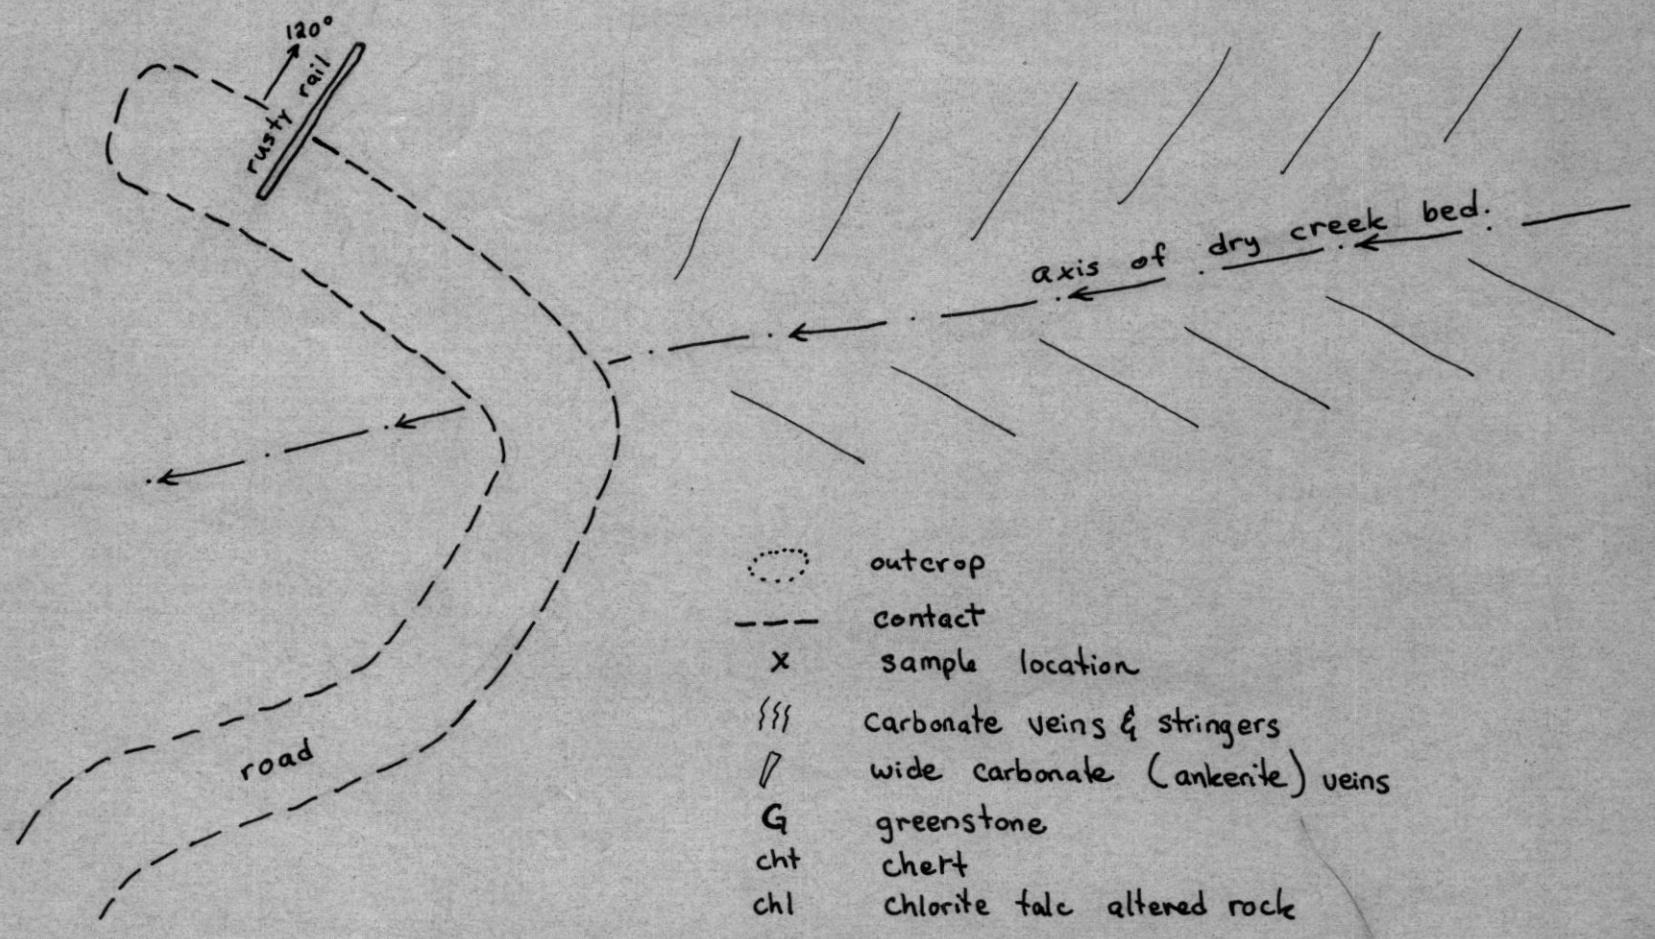 120°
rusty rail
axis of dry creek bed.
road
outcrop
contact
x sample location
carbonate veins & stringers
wide carbonate (ankerite) veins
G greenstone
cht chert
chl chlorite talc altered rock